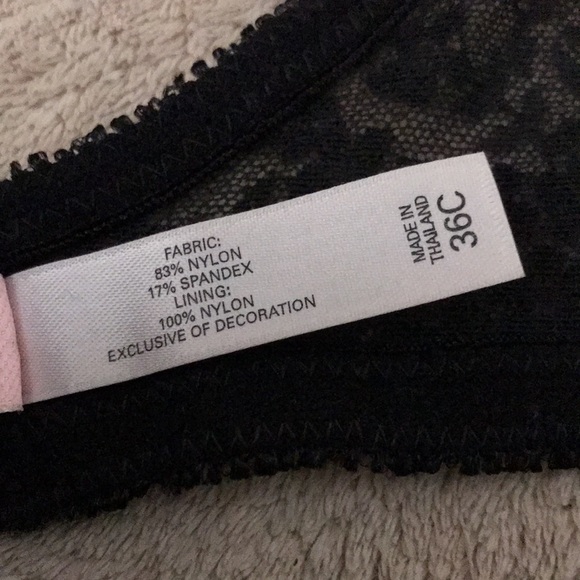 FABRIC:
83% NYLON
17% SPANDEX
LINING:
100% NYLON
EXCLUSIVE OF DECORATION
MADE IN
THAILAND
36C